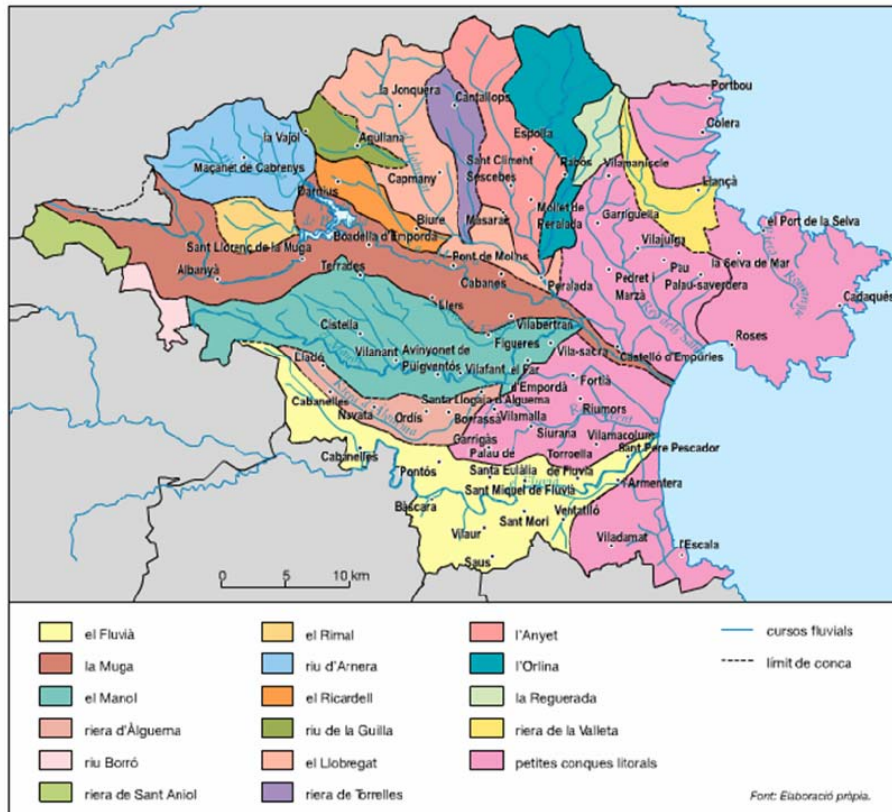 Portbou
la Jonquera
Cantallops
Colera
la Vajol
Agullana
Espolla
Maçanet de Cabrenys
Sant Climent
Sescebes
Rabós
Vilamaniscle
Capmany
Llançà
Darnius
Mollet de
Peralada
Garriguella
el Port de la Selva
Biure
Masarac
Boadella d'Empordà
Vilajuïga
Sant Llorenç de la Muga
Pont de Molins
la Selva de Mar
Pau
Albanyà
Terrades
Cabanes
Peralada
Pedret i
Marzà
Palau-saverdera
Cadaqués
Llers
Vilabertran
Cistella
Figueres
Roses
Vilanant
Avinyonet de
Puigventós
Vila-sacra
Castelló d'Empúries
Lladó
Vilafant
el Far
d'Empordà
Fortià
Cabanelles
Santa Llogaia d'Alguema
Navata
Ordis
Borrassà
Vilamalla
Riumors
Garrigàs
Siurana
Vilamacolum
Cabanelles
Palau de
Torroella
Sant Pere Pescador
Pontós
Santa Eulàlia
de Fluvià
Sant Miquel de Fluvià
l'Armentera
Bàscara
Sant Mori
Ventalló
Vilaur
Viladamat
l'Escala
Saus
0 5 10 km
el Fluvià
la Muga
el Manol
riera d'Àlguema
riu Borró
riera de Sant Aniol
el Rimal
riu d'Arnera
el Ricardell
riu de la Guilla
el Llobregat
riera de Torrelles
l'Anyet
l'Orlina
la Reguerada
riera de la Valleta
petites conques litorals
cursos fluvials
límit de conca
Font: Elaboració pròpia.